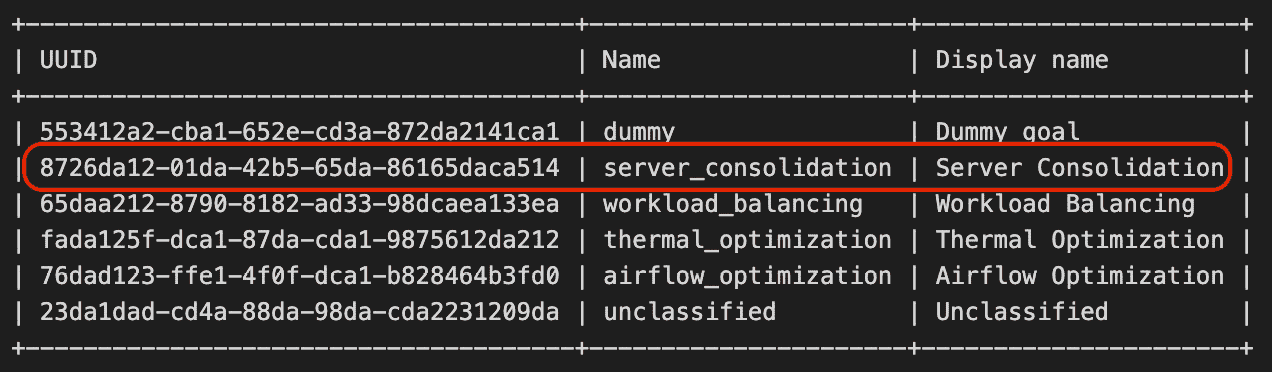 +--------------------------------------+----------------------+----------------------+
| UUID                                 | Name                 | Display name         |
+--------------------------------------+----------------------+----------------------+
| 553412a2-cba1-652e-cd3a-872da2141ca1 | dummy                | Dummy goal           |
| 8726da12-01da-42b5-65da-86165daca514 | server_consolidation | Server Consolidation |
| 65daa212-8790-8182-ad33-98dcaea133ea | workload_balancing   | Workload Balancing   |
| fada125f-dca1-87da-cda1-9875612da212 | thermal_optimization | Thermal Optimization |
| 76dad123-ffe1-4f0f-dca1-b828464b3fd0 | airflow_optimization | Airflow Optimization |
| 23da1dad-cd4a-88da-98da-cda2231209da | unclassified         | Unclassified         |
+--------------------------------------+----------------------+----------------------+